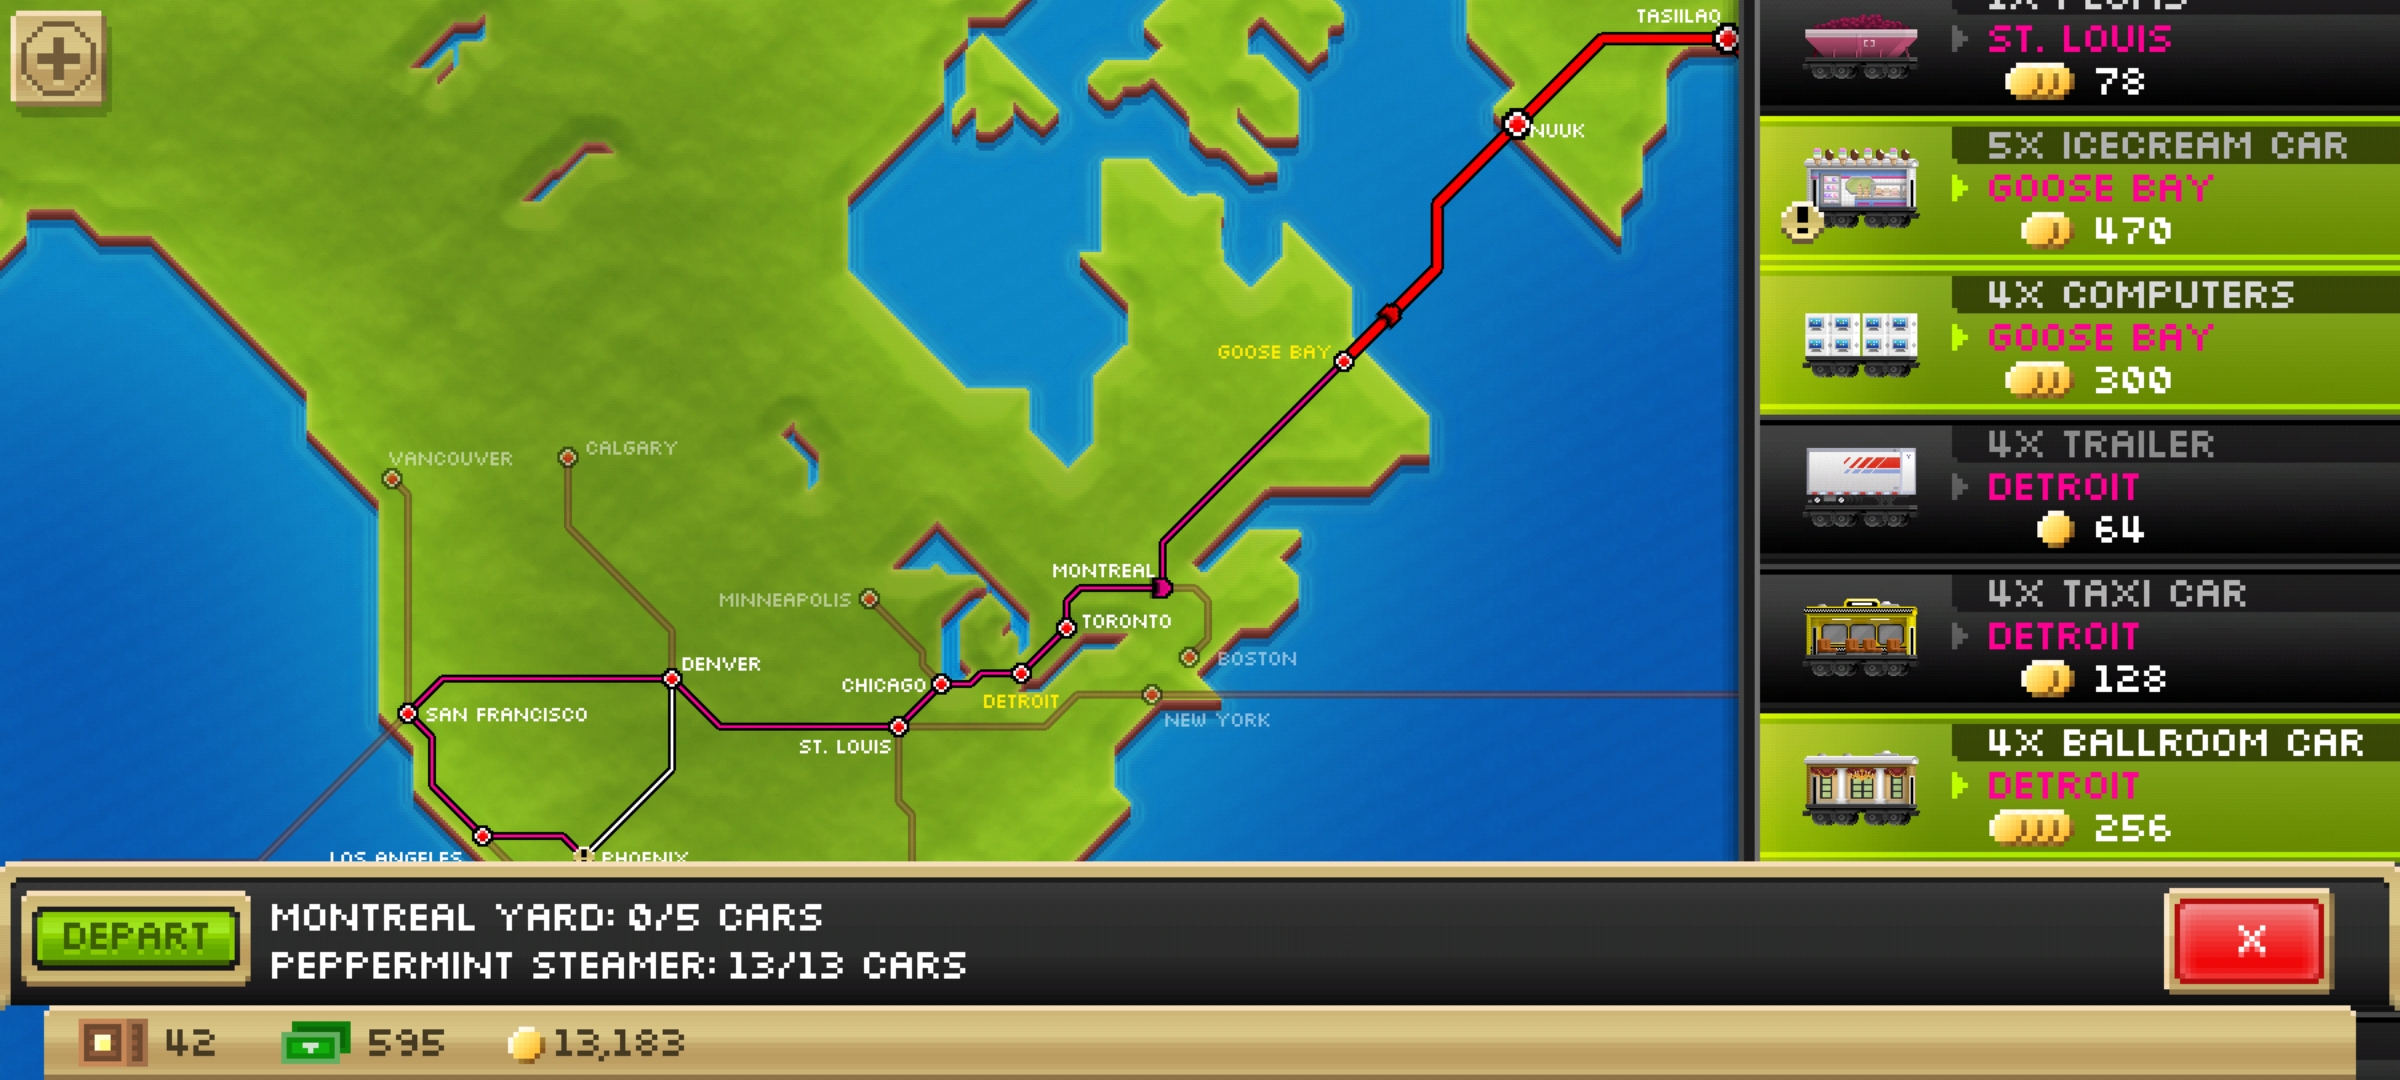 TASIILAQ
NUUK
GOOSE BAY
VANCOUVER
CALGARY
MONTREAL
MINNEAPOLIS
TORONTO
DENVER
BOSTON
CHICAGO
DETROIT
SAN FRANCISCO
NEW YORK
ST. LOUIS
LOS ANGELES
PHOENIX
1X PLUMS
ST. LOUIS
78
5X ICECREAM CAR
GOOSE BAY
470
4X COMPUTERS
GOOSE BAY
300
4X TRAILER
DETROIT
64
4X TAXI CAR
DETROIT
128
4X BALLROOM CAR
DETROIT
256
DEPART
MONTREAL YARD: 0/5 CARS
PEPPERMINT STEAMER: 13/13 CARS
X
42
595
13,183